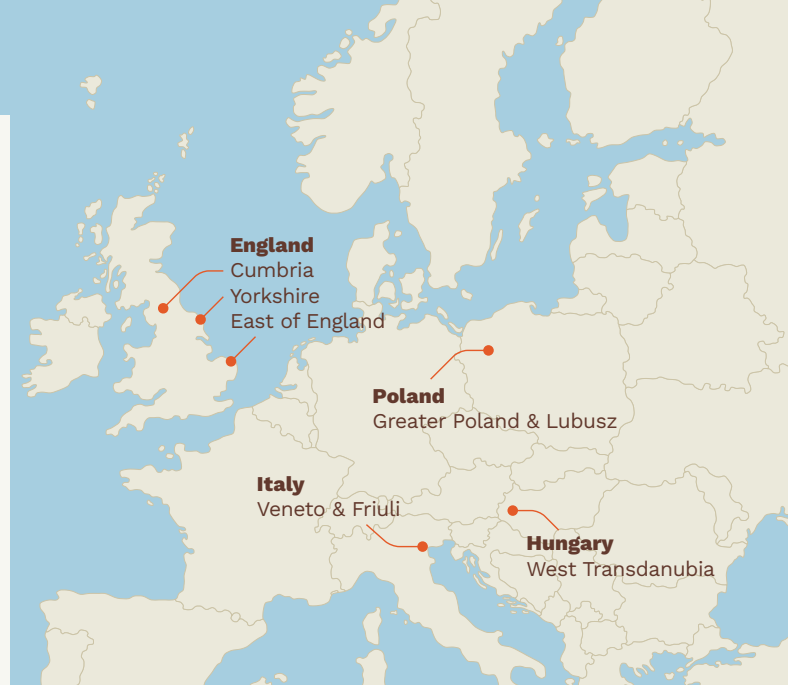 England
Cumbria
Yorkshire
East of England
Poland
Greater Poland & Lubusz
Italy
Veneto & Friuli
Hungary
West Transdanubia